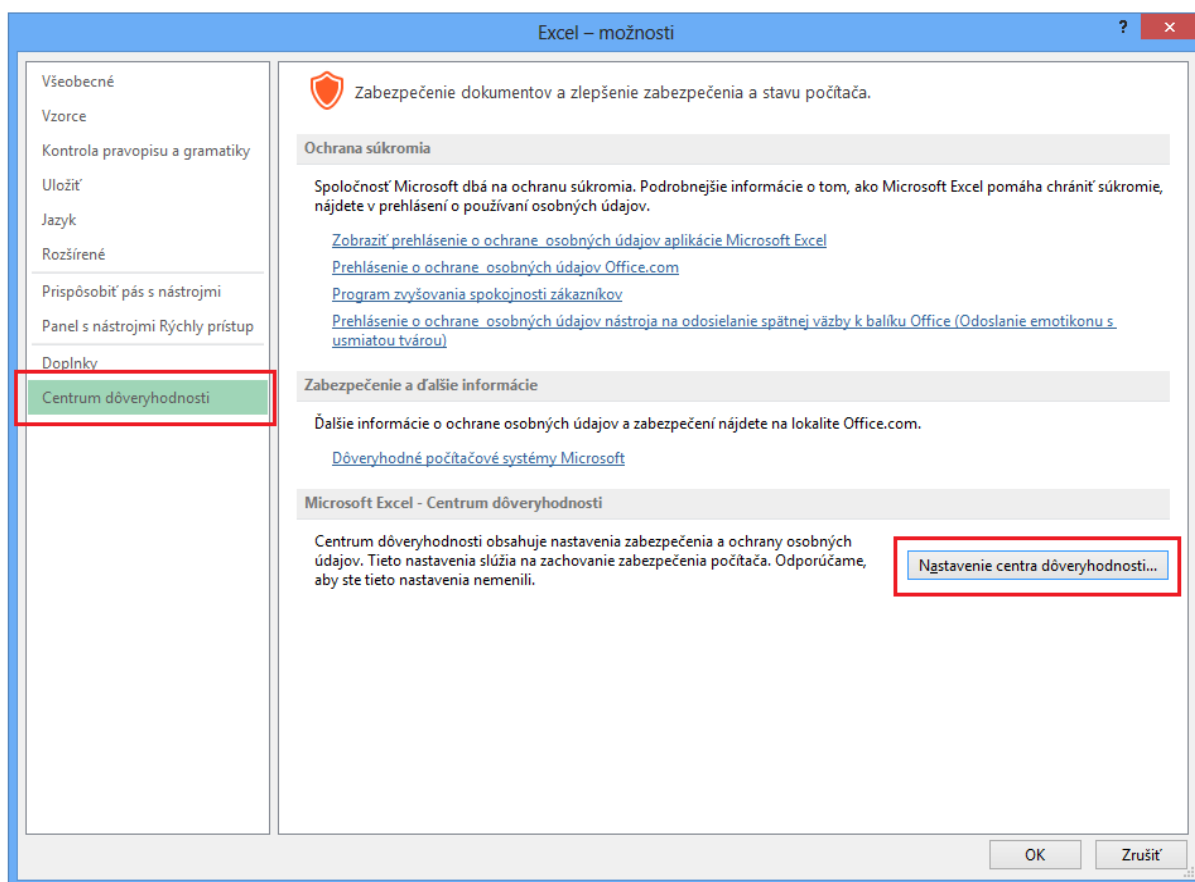 Excel – možnosti
?
Všeobecné
Vzorce
Kontrola pravopisu a gramatiky
Uložiť
Jazyk
Rozšírené
Prispôsobiť pás s nástrojmi
Panel s nástrojmi Rýchly prístup
Doplnky
Centrum dôveryhodnosti
Zabezpečenie dokumentov a zlepšenie zabezpečenia a stavu počítača.
Ochrana súkromia
Spoločnosť Microsoft dbá na ochranu súkromia. Podrobnejšie informácie o tom, ako Microsoft Excel pomáha chrániť súkromie,
nájdete v prehlásení o používaní osobných údajov.
Zobraziť prehlásenie o ochrane osobných údajov aplikácie Microsoft Excel
Prehlásenie o ochrane osobných údajov Office.com
Program zvyšovania spokojnosti zákazníkov
Prehlásenie o ochrane osobných údajov nástroja na odosielanie spätnej väzby k balíku Office (Odoslanie emotikonu s
usmiatou tvárou)
Zabezpečenie a ďalšie informácie
Ďalšie informácie o ochrane osobných údajov a zabezpečení nájdete na lokalite Office.com.
Dôveryhodné počítačové systémy Microsoft
Microsoft Excel - Centrum dôveryhodnosti
Centrum dôveryhodnosti obsahuje nastavenia zabezpečenia a ochrany osobných
údajov. Tieto nastavenia slúžia na zachovanie zabezpečenia počítača. Odporúčame,
aby ste tieto nastavenia nemenili.
Nastavenie centra dôveryhodnosti...
OK
Zrušiť